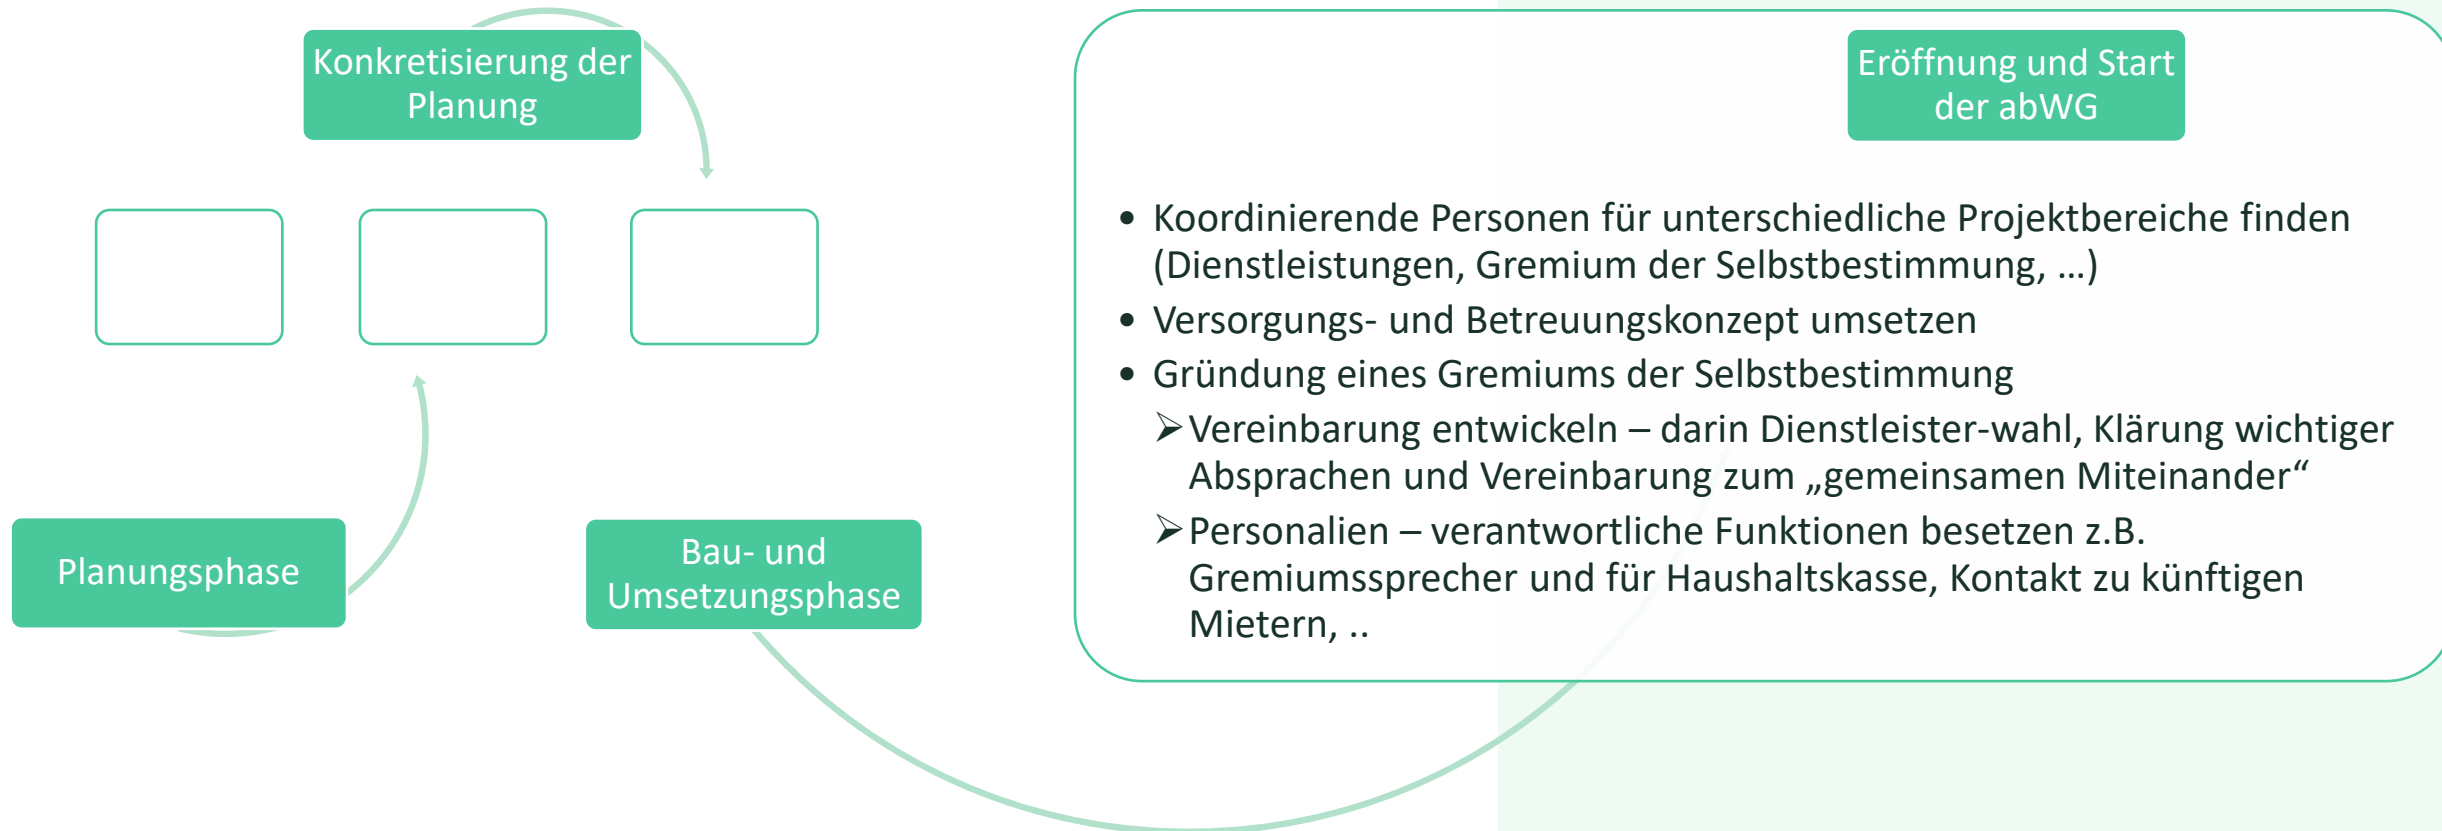 Konkretisierung der
Planung
Planungsphase
Bau- und
Umsetzungsphase
Eröffnung und Start
der abWG
• Koordinierende Personen für unterschiedliche Projektbereiche finden
(Dienstleistungen, Gremium der Selbstbestimmung, …)
• Versorgungs- und Betreuungskonzept umsetzen
• Gründung eines Gremiums der Selbstbestimmung
➢ Vereinbarung entwickeln – darin Dienstleister-wahl, Klärung wichtiger
Absprachen und Vereinbarung zum „gemeinsamen Miteinander“
➢ Personalien – verantwortliche Funktionen besetzen z.B.
Gremiumssprecher und für Haushaltskasse, Kontakt zu künftigen
Mietern, ..